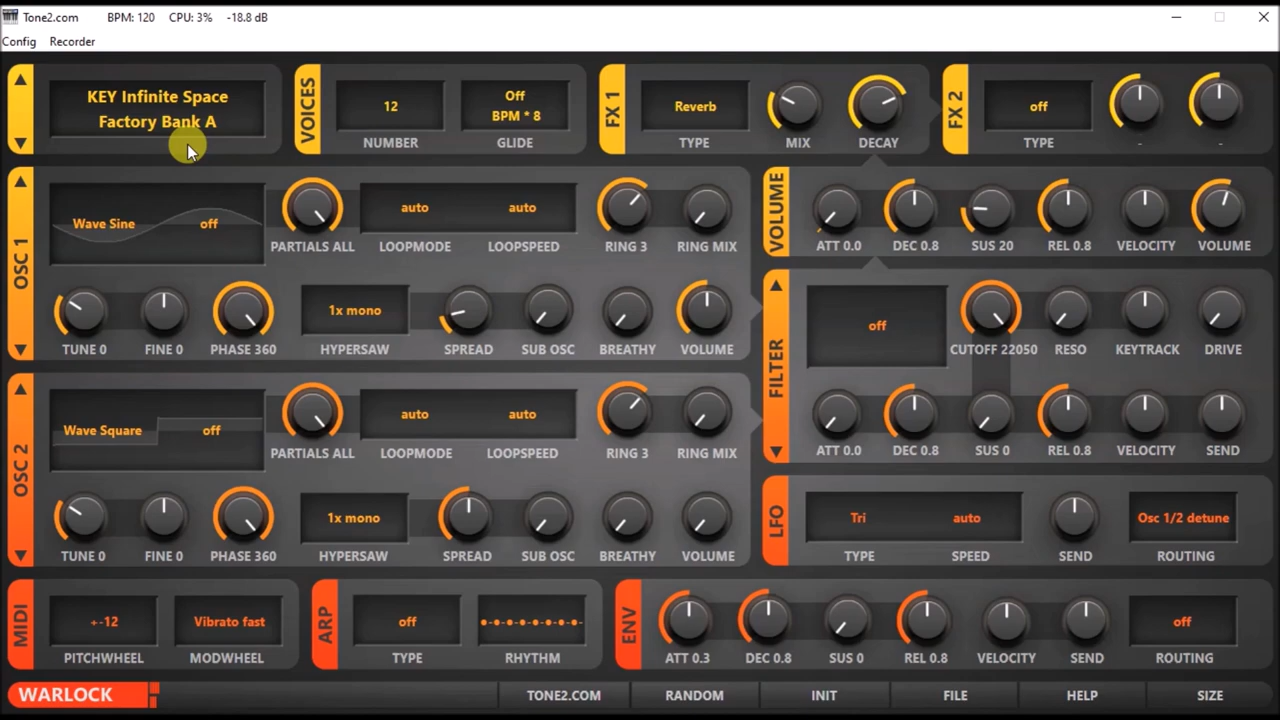 Tone2.com BPM: 120 CPU: 3% -18.8 dB
Config Recorder
KEY Infinite Space
Factory Bank A
VOICES
12
NUMBER
Off
BPM * 8
GLIDE
FX 1
Reverb
TYPE
MIX
DECAY
FX 2
off
TYPE
-
-
OSC 1
Wave Sine off
PARTIALS ALL
auto auto
LOOPMODE LOOPSPEED
RING 3 RING MIX
TUNE 0 FINE 0 PHASE 360
1x mono
HYPERSAW
SPREAD SUB OSC BREATHY VOLUME
VOLUME
ATT 0.0 DEC 0.8 SUS 20 REL 0.8 VELOCITY VOLUME
FILTER
off
CUTOFF 22050 RESO KEYTRACK DRIVE
ATT 0.0 DEC 0.8 SUS 0 REL 0.8 VELOCITY SEND
OSC 2
Wave Square off
PARTIALS ALL
auto auto
LOOPMODE LOOPSPEED
RING 3 RING MIX
TUNE 0 FINE 0 PHASE 360
1x mono
HYPERSAW
SPREAD SUB OSC BREATHY VOLUME
LFO
Tri auto
TYPE SPEED
SEND
Osc 1/2 detune
ROUTING
MIDI
+-12 Vibrato fast
PITCHWHEEL MODWHEEL
ARP
off
TYPE RHYTHM
ENV
ATT 0.3 DEC 0.8 SUS 0 REL 0.8 VELOCITY SEND
off
ROUTING
WARLOCK TONE2.COM RANDOM INIT FILE HELP SIZE